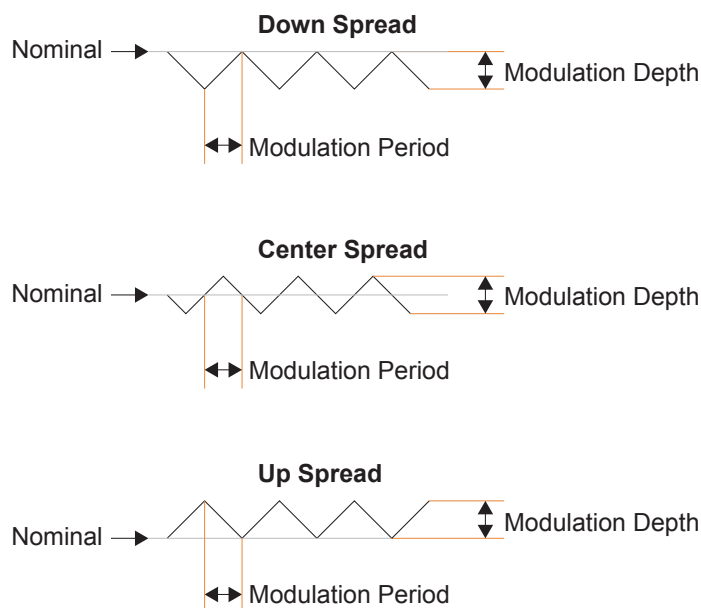 Down Spread
Nominal
Modulation Depth
Modulation Period
Center Spread
Nominal
Modulation Depth
Modulation Period
Up Spread
Nominal
Modulation Depth
Modulation Period